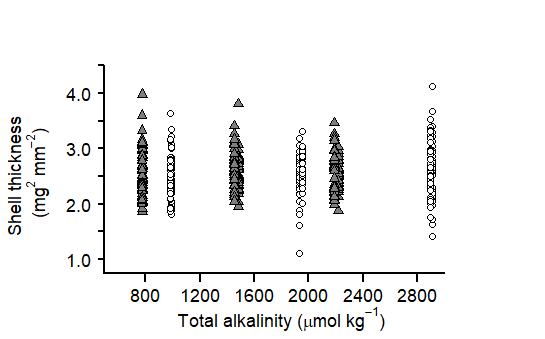 Shell thickness
(mg² mm⁻²)
4.0
3.0
2.0
1.0
800 1200 1600 2000 2400 2800
Total alkalinity (μmol kg⁻¹)